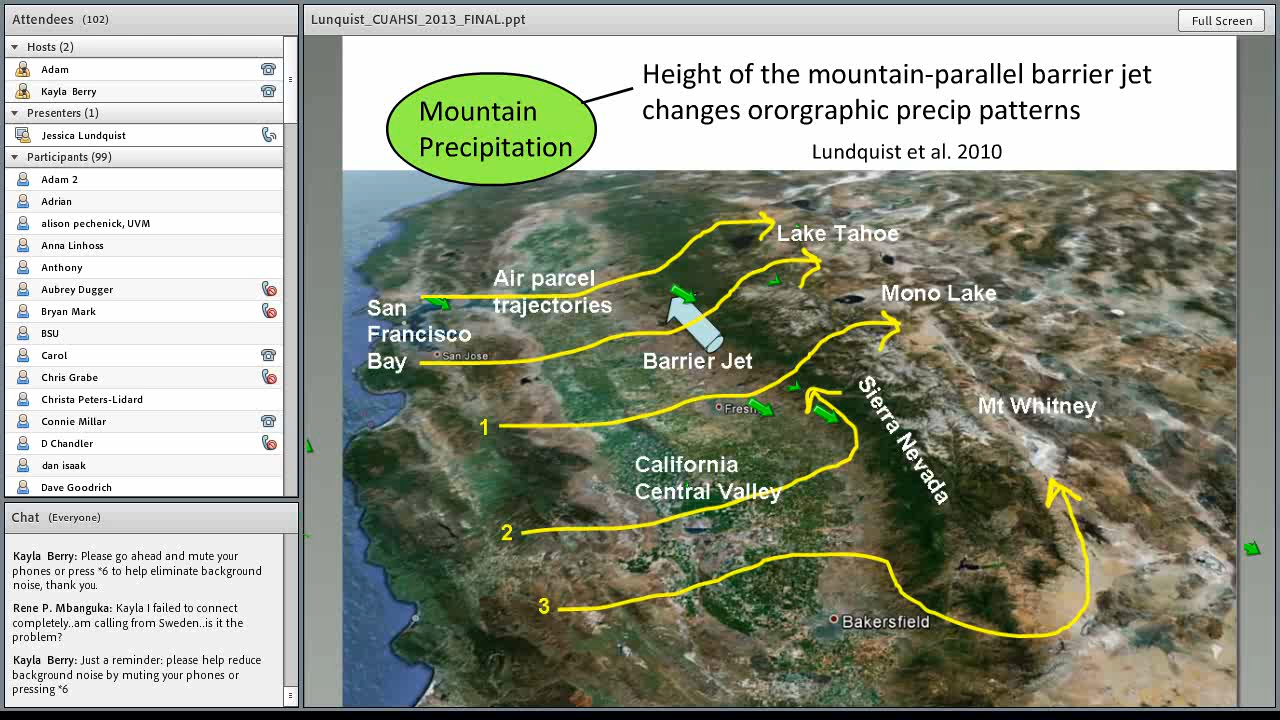 Attendees (102)
Hosts (2)
Adam
Kayla Berry
Presenters (1)
Jessica Lundquist
Participants (99)
Adam 2
Adrian
alison pechenick, UVM
Anna Linhoss
Anthony
Aubrey Dugger
Bryan Mark
BSU
Carol
Chris Grabe
Christa Peters-Lidard
Connie Millar
D Chandler
dan isaak
Dave Goodrich
Chat (Everyone)
Kayla Berry: Please go ahead and mute your
phones or press *6 to help eliminate background
noise, thank you.
Rene P. Mbanguka: Kayla I failed to connect
completely..am calling from Sweden..is it the
problem?
Kayla Berry: Just a reminder: please help reduce
background noise by muting your phones or
pressing *6
Lunquist_CUAHSI_2013_FINAL.ppt
Full Screen
Mountain
Precipitation
Height of the mountain-parallel barrier jet
changes ororgraphic precip patterns
Lundquist et al. 2010
Lake Tahoe
Air parcel
trajectories
Mono Lake
San
Francisco
Bay
San Jose
Barrier Jet
Mt Whitney
Sierra Nevada
1
California
Central Valley
2
3
Bakersfield